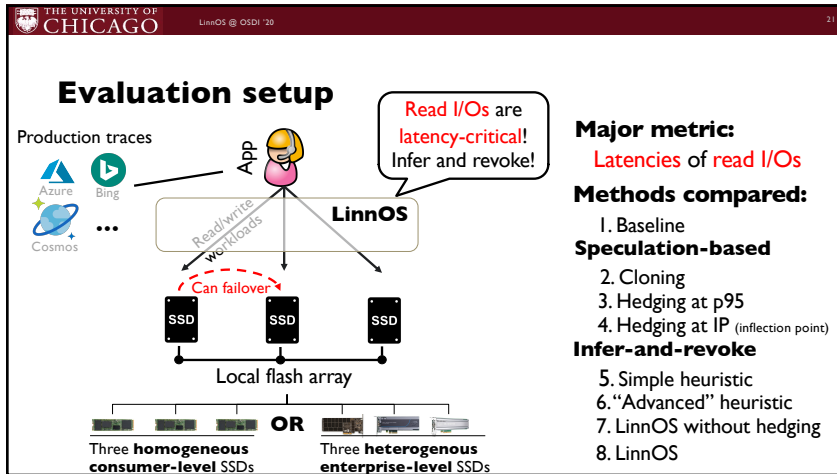 THE UNIVERSITY OF
CHICAGO
LinnOS @ OSDI '20
21
Evaluation setup
Production traces
Azure
Bing
Cosmos
...
App
Read I/Os are
latency-critical!
Infer and revoke!
LinnOS
Read/write
workloads
Can failover
SSD
SSD
SSD
Local flash array
OR
Three homogeneous
consumer-level SSDs
Three heterogenous
enterprise-level SSDs
Major metric:
Latencies of read I/Os
Methods compared:
1. Baseline
Speculation-based
2. Cloning
3. Hedging at p95
4. Hedging at IP (inflection point)
Infer-and-revoke
5. Simple heuristic
6. “Advanced” heuristic
7. LinnOS without hedging
8. LinnOS